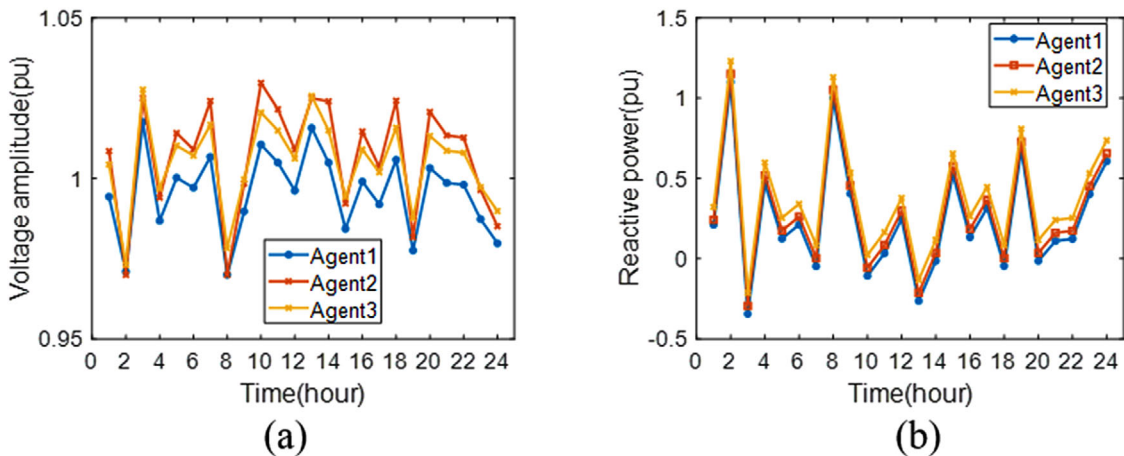 1.05
1
0.95
Voltage amplitude(pu)
Agent1
Agent2
Agent3
0 2 4 6 8 10 12 14 16 18 20 22 24
Time(hour)
(a)
1.5
1
0.5
0
-0.5
Reactive power(pu)
Agent1
Agent2
Agent3
0 2 4 6 8 10 12 14 16 18 20 22 24
Time(hour)
(b)